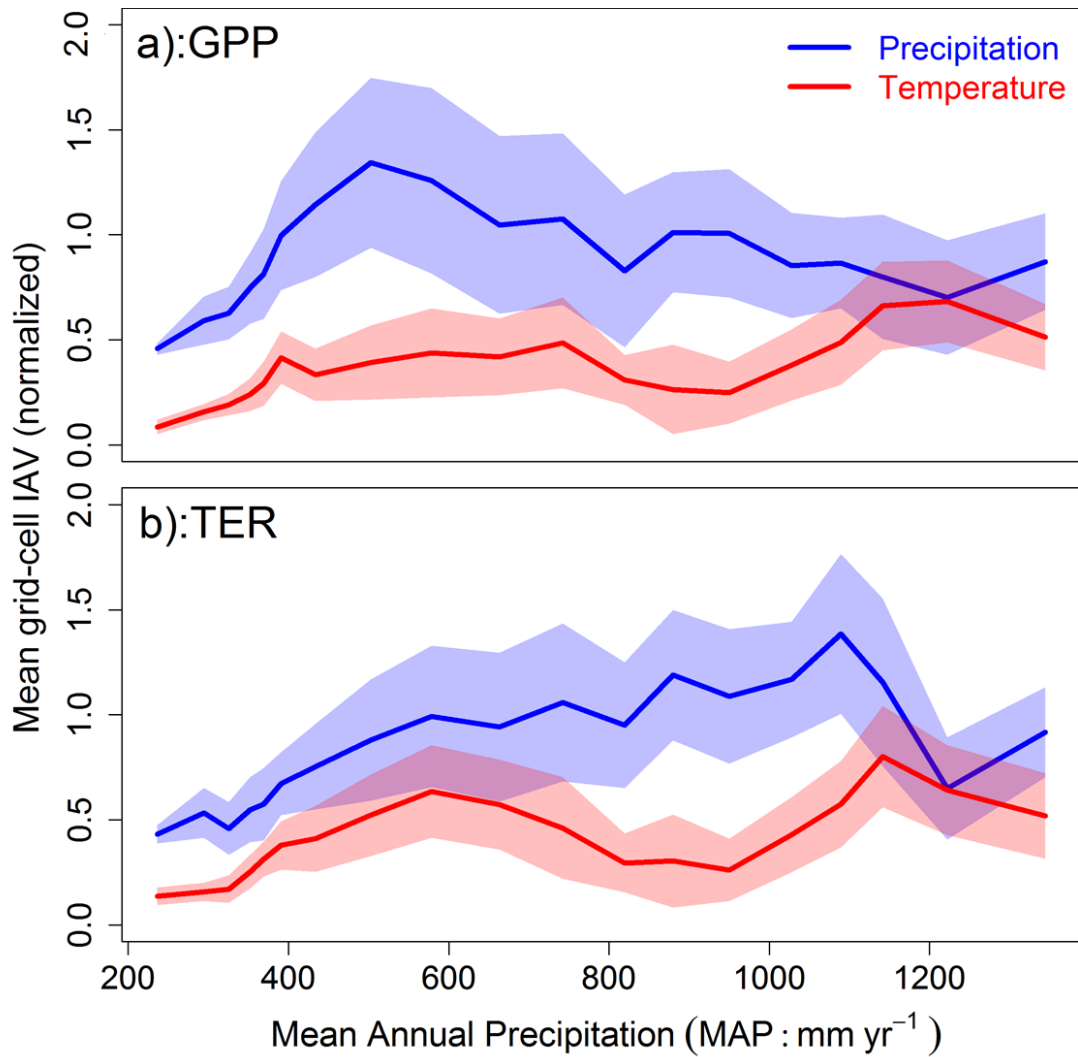 a):GPP
Precipitation
Temperature
2.0
1.5
1.0
0.5
0.0
Mean grid-cell IAV (normalized)
b):TER
2.0
1.5
1.0
0.5
0.0
200 400 600 800 1000 1200
Mean Annual Precipitation (MAP : mm yr⁻¹)